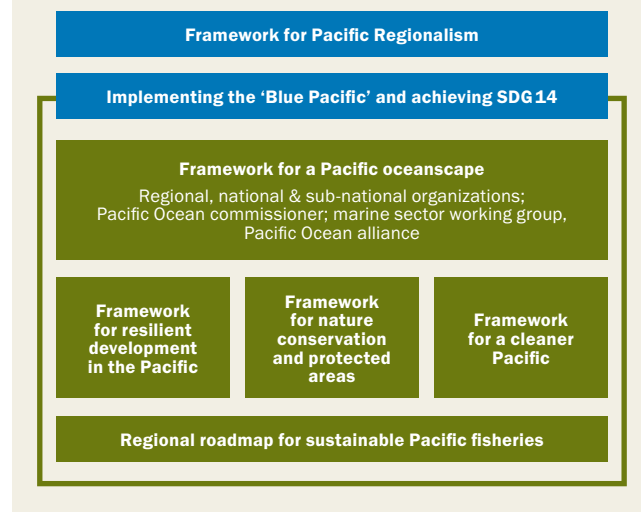 Framework for Pacific Regionalism
Implementing the ‘Blue Pacific’ and achieving SDG 14
Framework for a Pacific oceanscape
Regional, national & sub-national organizations;
Pacific Ocean commissioner; marine sector working group,
Pacific Ocean alliance
Framework
for resilient
development
in the Pacific
Framework
for nature
conservation
and protected
areas
Framework
for a cleaner
Pacific
Regional roadmap for sustainable Pacific fisheries